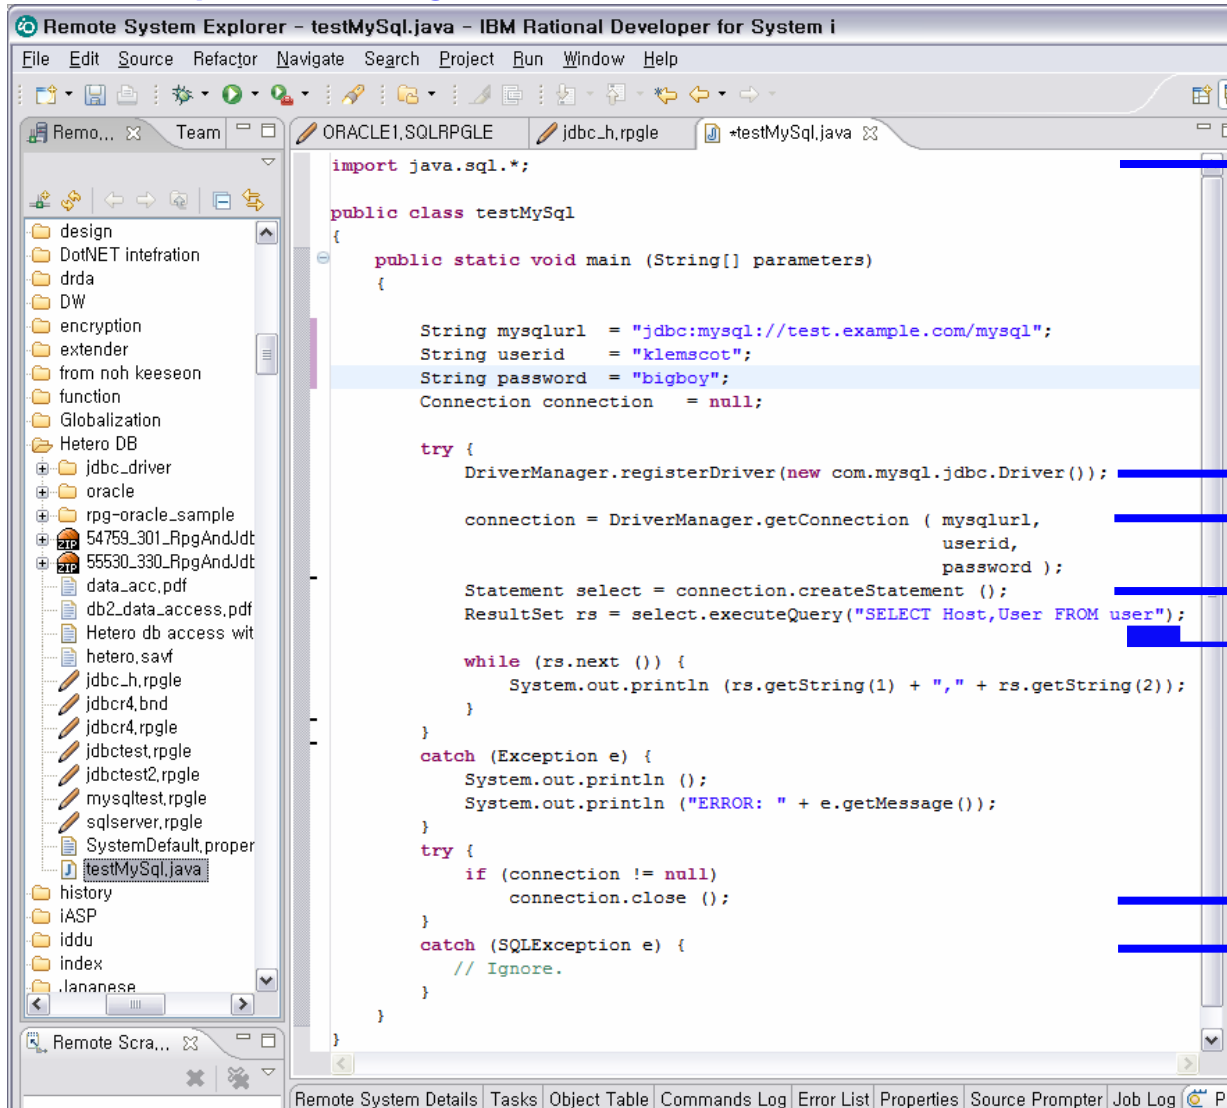 Remote System Explorer - testMySql.java - IBM Rational Developer for System i
File Edit Source Refactor Navigate Search Project Run Window Help
Remo... Team
ORACLE1.SQLRPGLE jdbc_h.rpgle *testMySql.java
design
DotNET intefration
drda
DW
encryption
extender
from noh keeseon
function
Globalization
Hetero DB
jdbc_driver
oracle
rpg-oracle_sample
54759_301_RpgAndJdt
55530_330_RpgAndJdt
data_acc.pdf
db2_data_access.pdf
Hetero db access wit
hetero.savf
jdbc_h.rpgle
jdbcr4.bnd
jdbcr4.rpgle
jdbctest.rpgle
jdbctest2.rpgle
mysqltest.rpgle
sqlserver.rpgle
SystemDefault.proper
testMySql.java
history
iASP
iddu
index
Jananese
import java.sql.*;
public class testMySql
{
public static void main (String[] parameters)
{
String mysqlurl = "jdbc:mysql://test.example.com/mysql";
String userid = "klemscot";
String password = "bigboy";
Connection connection = null;
try {
DriverManager.registerDriver(new com.mysql.jdbc.Driver());
connection = DriverManager.getConnection ( mysqlurl,
userid,
password );
Statement select = connection.createStatement ();
ResultSet rs = select.executeQuery("SELECT Host,User FROM user");
while (rs.next ()) {
System.out.println (rs.getString(1) + "," + rs.getString(2));
}
}
catch (Exception e) {
System.out.println ();
System.out.println ("ERROR: " + e.getMessage());
}
try {
if (connection != null)
connection.close ();
}
catch (SQLException e) {
// Ignore.
}
}
}
Remote Scra...
Remote System Details Tasks Object Table Commands Log Error List Properties Source Prompter Job Log